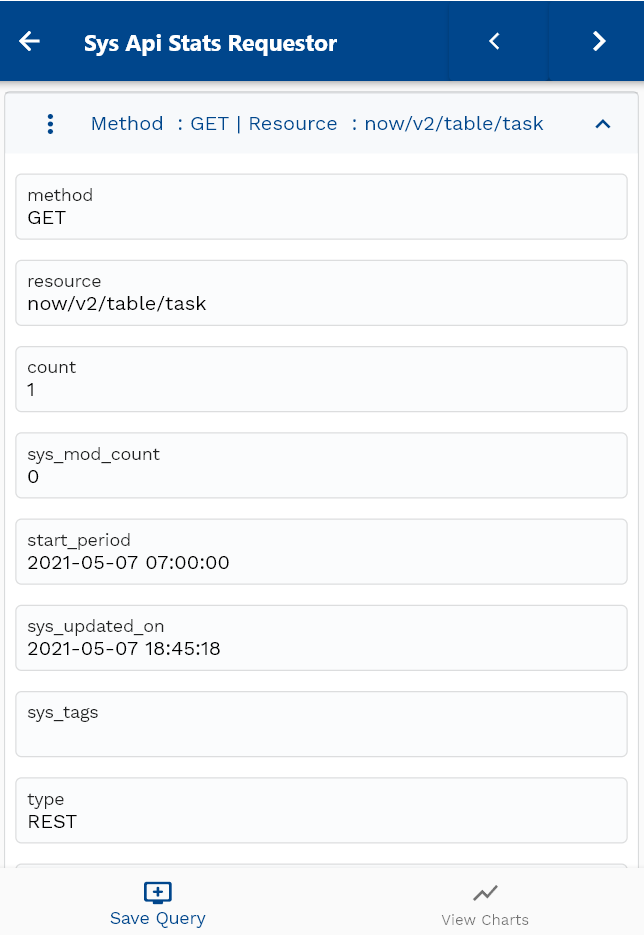 Sys Api Stats Requestor
Method : GET | Resource : now/v2/table/task
method
GET
resource
now/v2/table/task
count
1
sys_mod_count
0
start_period
2021-05-07 07:00:00
sys_updated_on
2021-05-07 18:45:18
sys_tags
type
REST
Save Query
View Charts